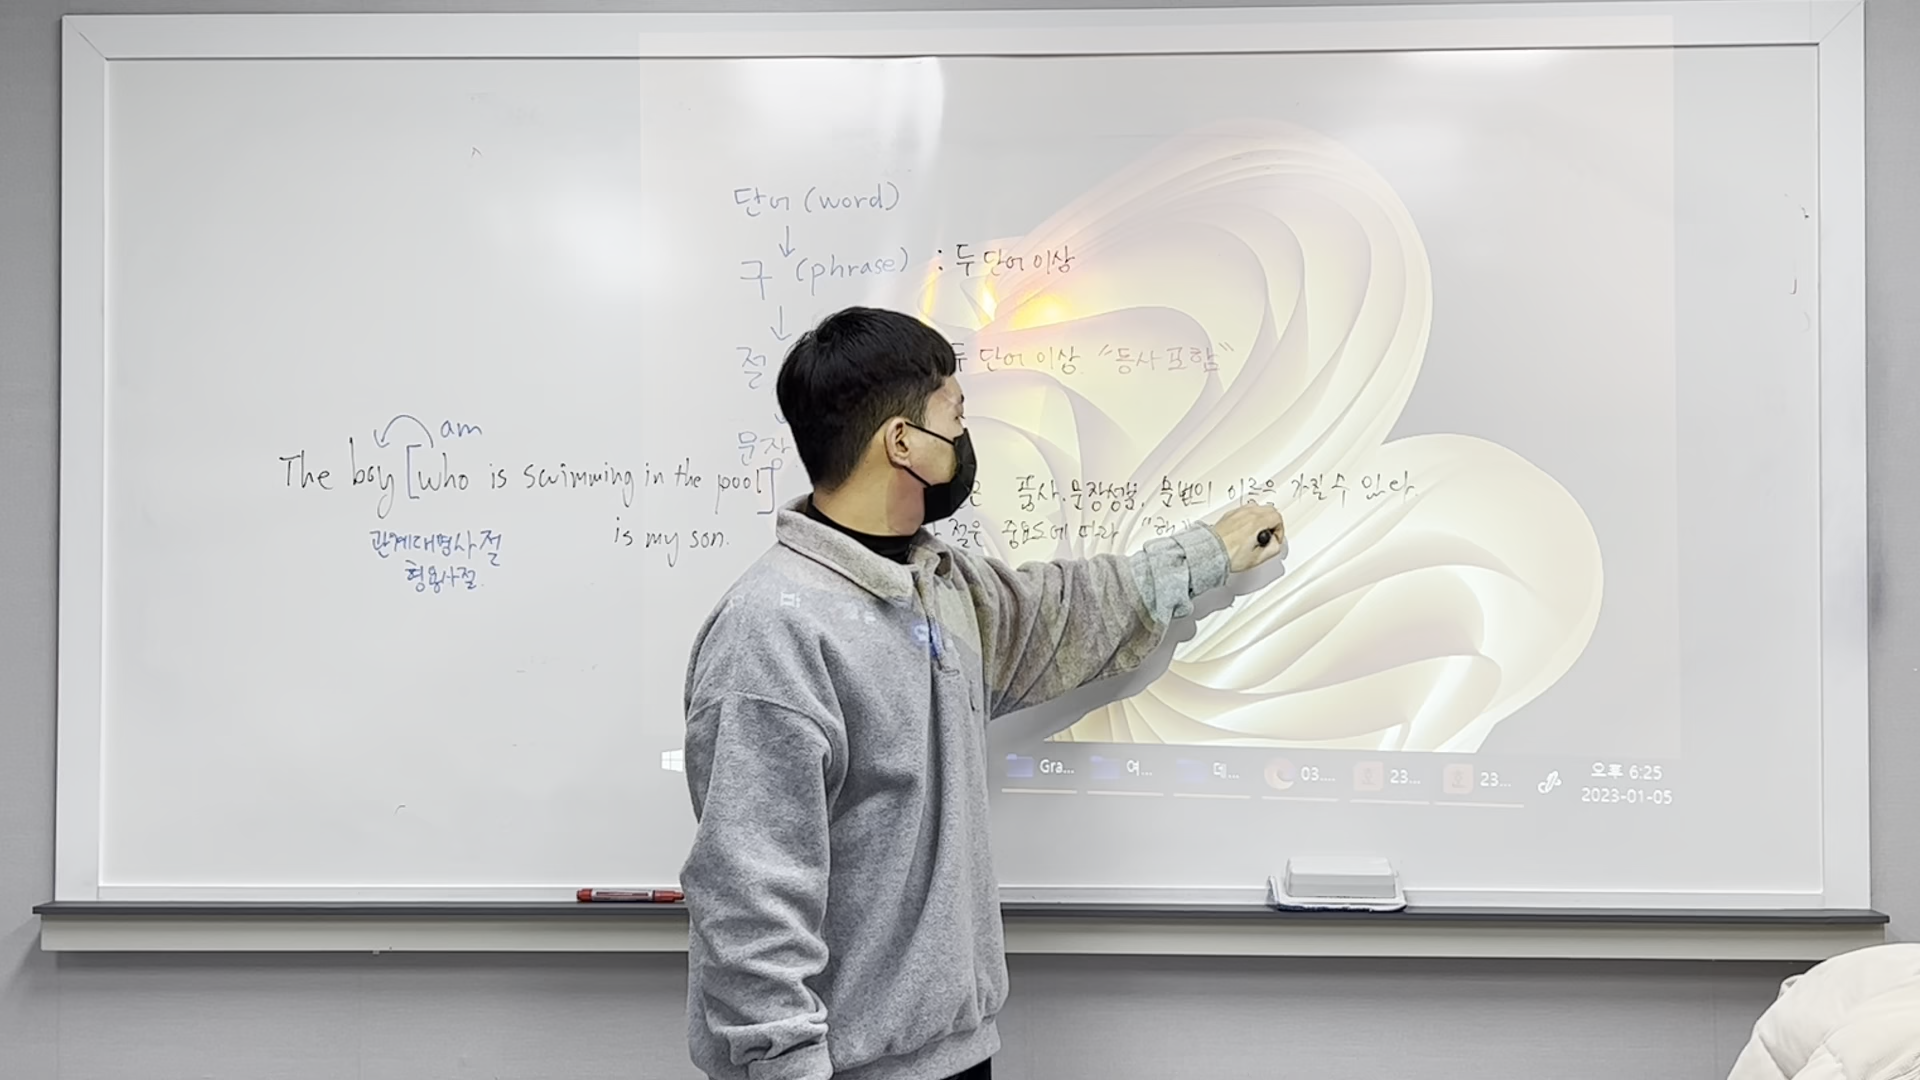 단어 (word)
↓
구 (phrase) : 두 단어 이상
↓
절 두 단어 이상. "동사 포함"
문장
am
The boy [who is swimming in the pool]
is my son.
관계대명사절
형용사절.
품사, 문장성분, 문법의 이름을 가질 수 있다.
절은 중요도에 따라 "
Gra...
여...
데...
03....
23...
23...
오후 6:25
2023-01-05